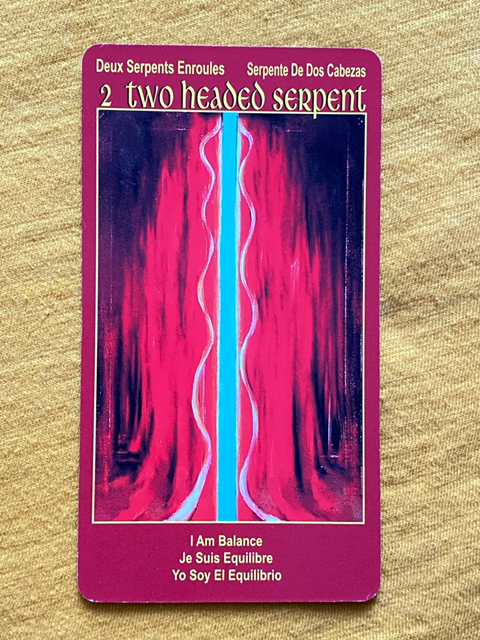 Deux Serpents Enroules Serpente De Dos Cabezas
2 two headed serpent
I Am Balance
Je Suis Equilibre
Yo Soy El Equilibrio